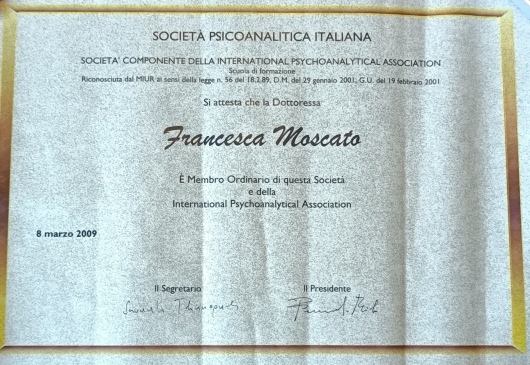 SOCIETÀ PSICOANALITICA ITALIANA
SOCIETA' COMPONENTE DELLA INTERNATIONAL PSYCHOANALYTICAL ASSOCIATION
Scuola di formazione
Riconosciuta dal MIUR ai sensi della legge n. 56 del 18.2.89, D.M. del 29 gennaio 2001, G.U. del 19 febbraio 2001
Si attesta che la Dottoressa
Francesca Moscato
È Membro Ordinario di questa Società
e della
International Psychoanalytical Association
8 marzo 2009
Il Segretario Il Presidente